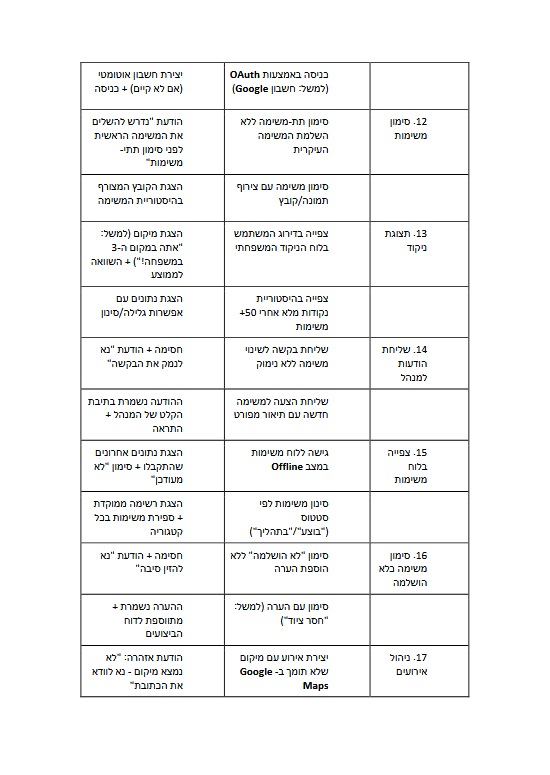 כניסה באמצעות OAuth
(למשל: חשבון Google)
יצירת חשבון אוטומטי
(אם לא קיים) + כניסה
12. סימון
משימות
סימון תת-משימה ללא
השלמת המשימה
העיקרית
הודעת "נדרש להשלים
את המשימה הראשית
לפני סימון תתי-
משימות"
סימון משימה עם צירוף
תמונה/קובץ
הצגת הקובץ המצורף
בהיסטוריית המשימה
13. תצוגת
ניקוד
צפייה בדירוג המשתמש
בלוח הניקוד המשפחתי
הצגת מיקום (למשל:
"אתה במקום ה-3
במשפחה!") + השוואה
לממוצע
צפייה בהיסטוריית
נקודות מלא אחרי 50+
משימות
הצגת נתונים עם
אפשרות גלילה/סינון
14. שליחת
הודעות
למנהל
שליחת בקשה לשינוי
משימה ללא נימוק
חסימה + הודעת "נא
לנמק את הבקשה"
שליחת הצעה למשימה
חדשה עם תיאור מפורט
ההודעה נשמרת בתיבת
הקלט של המנהל +
התראה
15. צפייה
בלוח
משימות
גישה ללוח משימות
במצב Offline
הצגת נתונים אחרונים
שהתקבלו + סימון "לא
מעודכן"
סינון משימות לפי
סטטוס
("בוצע"/"בתהליך")
הצגת רשימה ממוקדת
+ ספירת משימות בכל
קטגוריה
16. סימון
משימה כלא
הושלמה
סימון "לא הושלמה" ללא
הוספת הערה
חסימה + הודעת "נא
להזין סיבה"
סימון עם הערה (למשל:
"חסר ציוד")
ההערה נשמרת +
מתווספת לדוח
הביצועים
17. ניהול
אירועים
יצירת אירוע עם מיקום
שלא תומך ב- Google
Maps
הודעת אזהרה: "לא
נמצא מיקום - נא לוודא
את הכתובת"